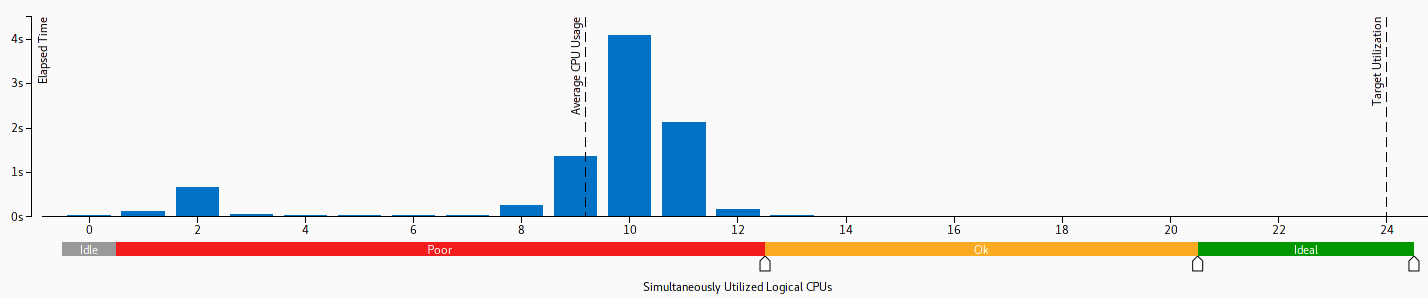 Elapsed Time
Average CPU Usage
Target Utilization
4s
3s
2s
1s
0s
0 2 4 6 8 10 12 14 16 18 20 22 24
Idle Poor Ok Ideal
Simultaneously Utilized Logical CPUs